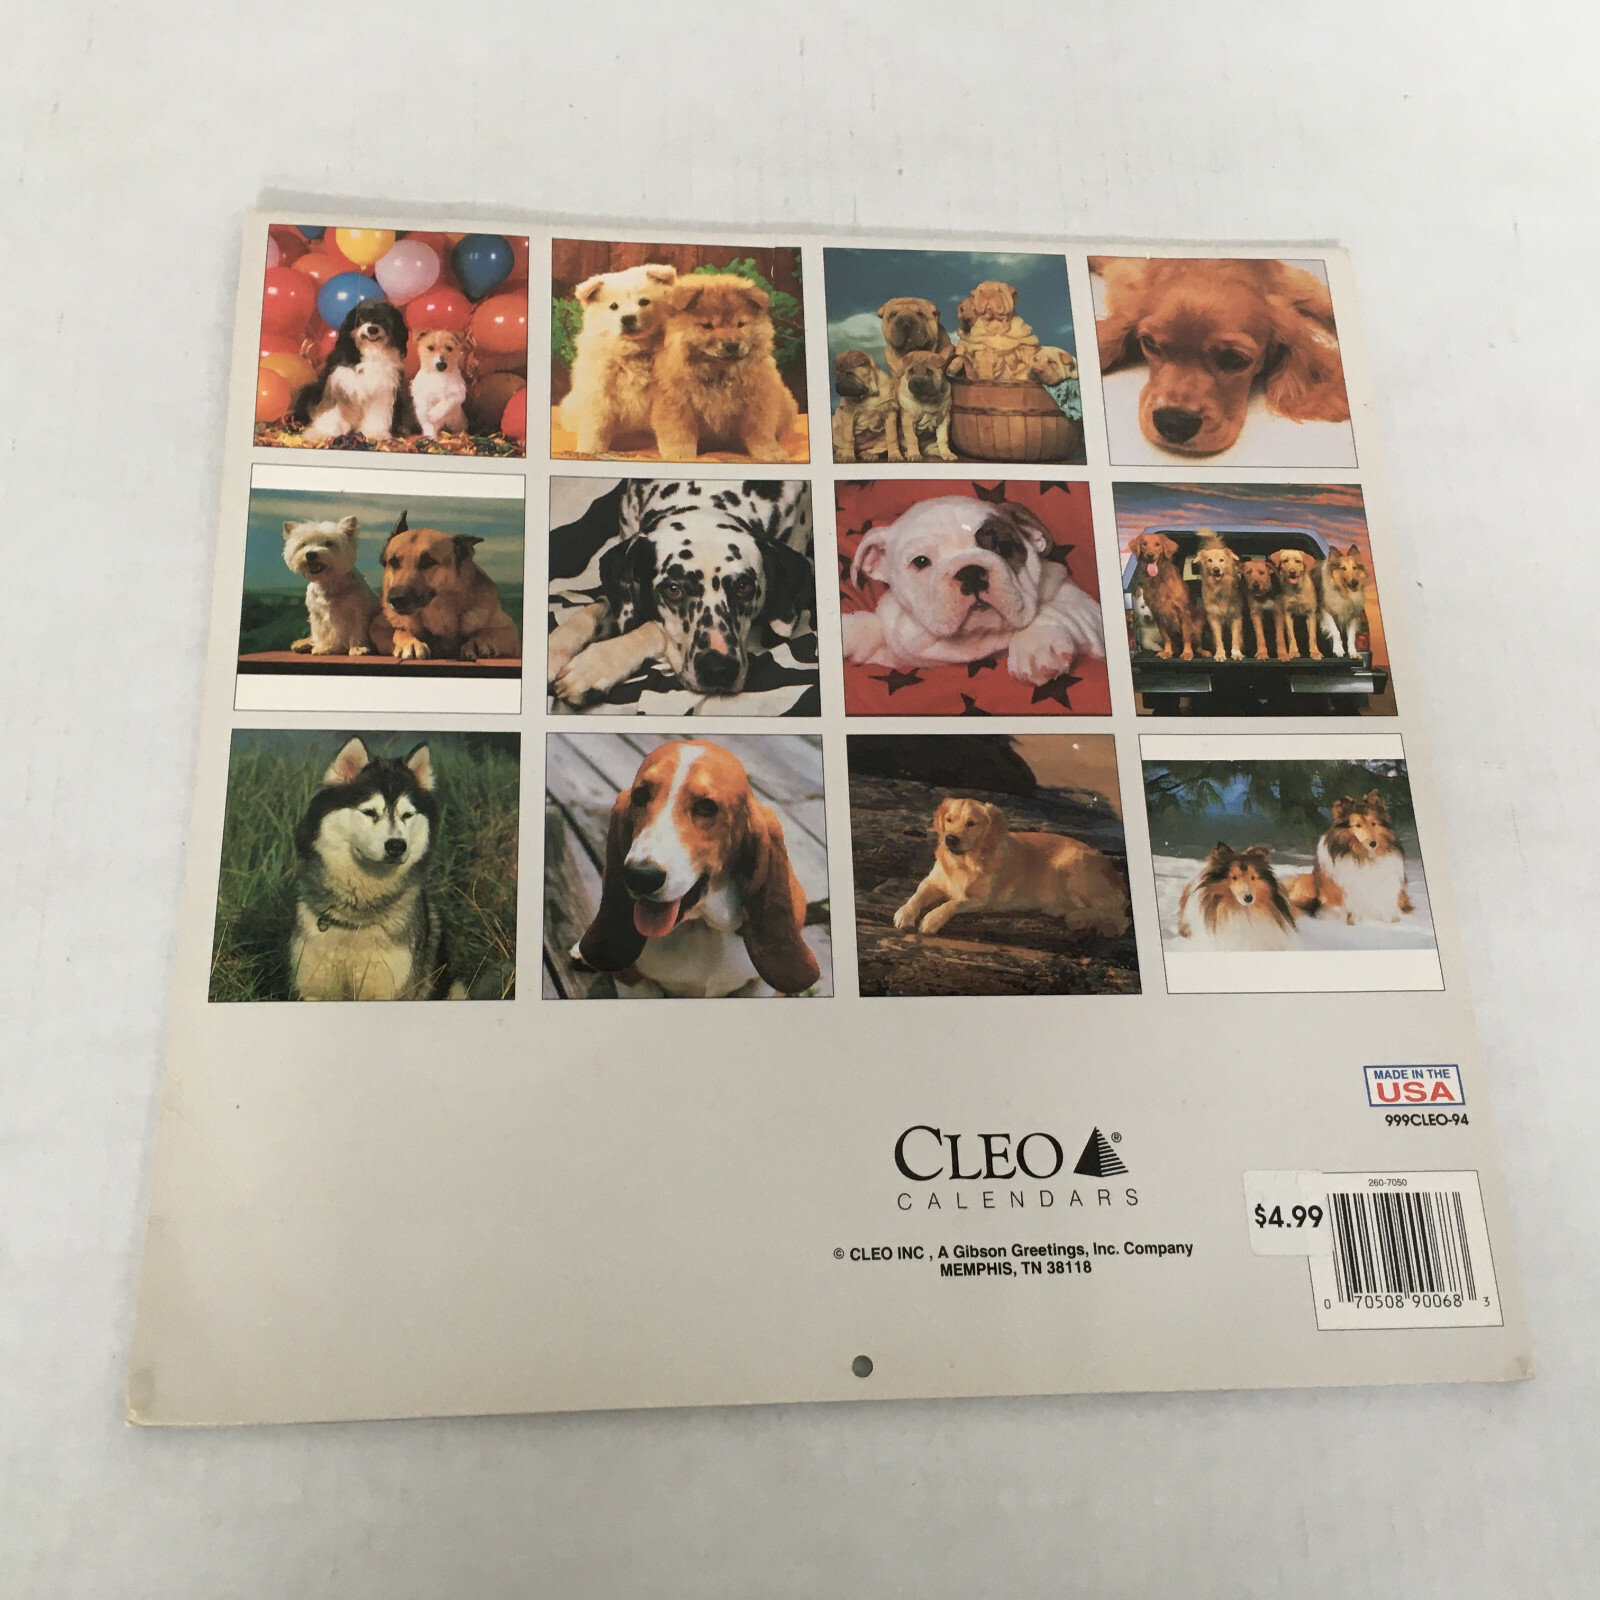 MADE IN THE
USA
999CLEO-94
CLEO ®
CALENDARS
© CLEO INC , A Gibson Greetings, Inc. Company
MEMPHIS, TN 38118
$4.99
260-7050
0 70508 90068 3